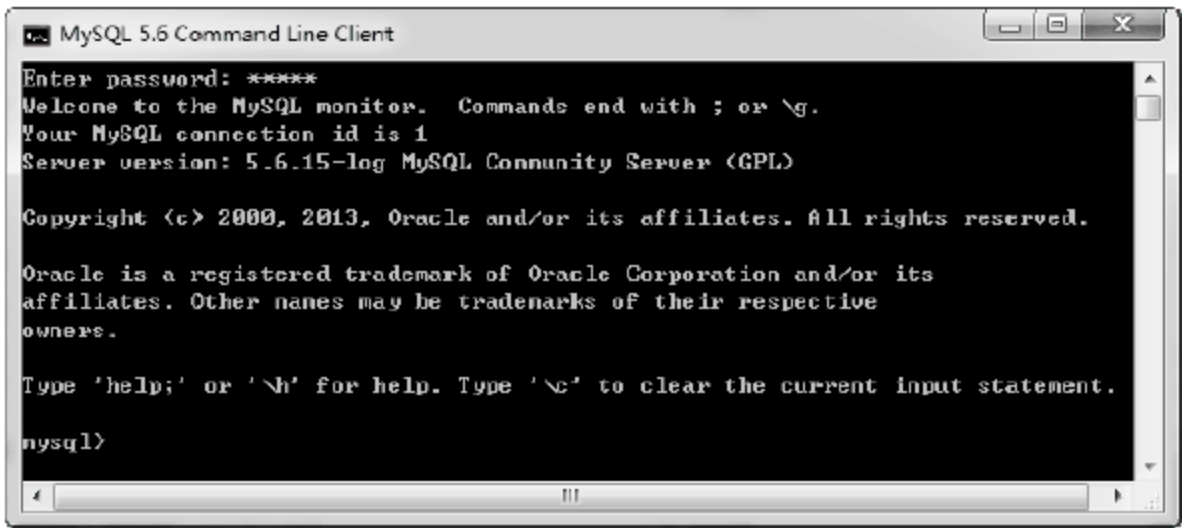 MySQL 5.6 Command Line Client
Enter password: *****
Welcome to the MySQL monitor.  Commands end with ; or \g.
Your MySQL connection id is 1
Server version: 5.6.15-log MySQL Community Server (GPL)
Copyright (c) 2000, 2013, Oracle and/or its affiliates. All rights reserved.
Oracle is a registered trademark of Oracle Corporation and/or its
affiliates. Other names may be trademarks of their respective
owners.
Type 'help;' or '\h' for help. Type '\c' to clear the current input statement.
mysql>